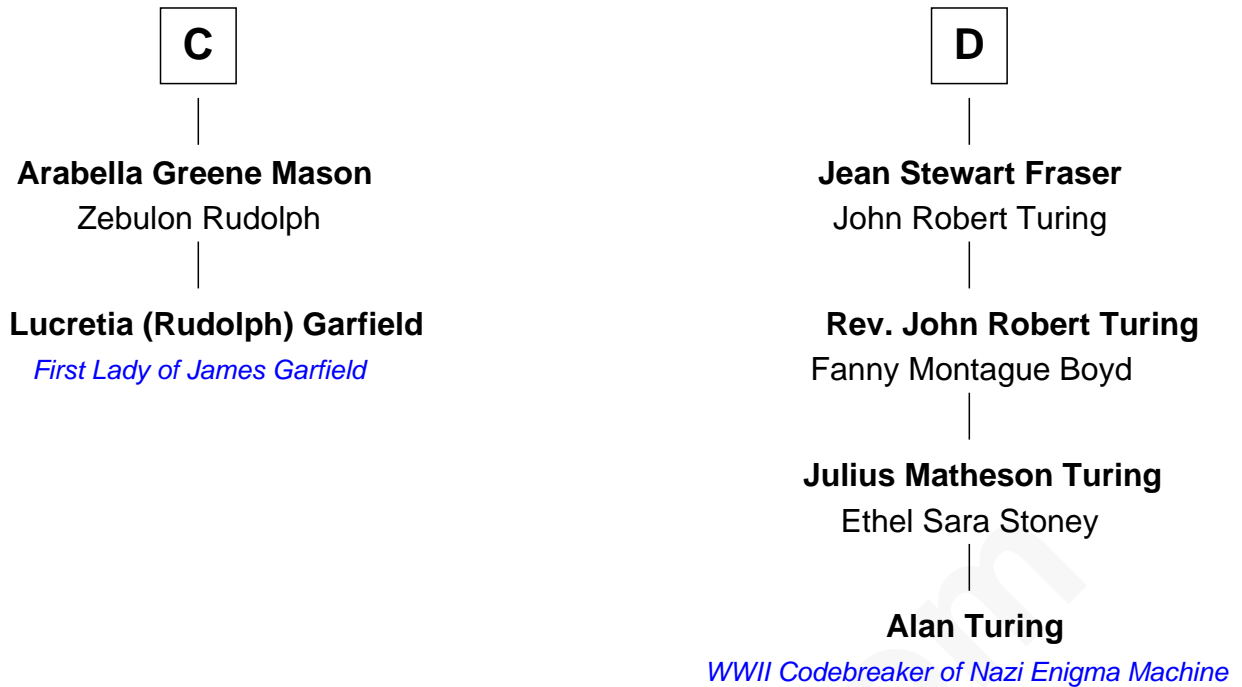 C
Arabella Greene Mason
Zebulon Rudolph
Lucretia (Rudolph) Garfield
First Lady of James Garfield
D
Jean Stewart Fraser
John Robert Turing
Rev. John Robert Turing
Fanny Montague Boyd
Julius Matheson Turing
Ethel Sara Stoney
Alan Turing
WWII Codebreaker of Nazi Enigma Machine